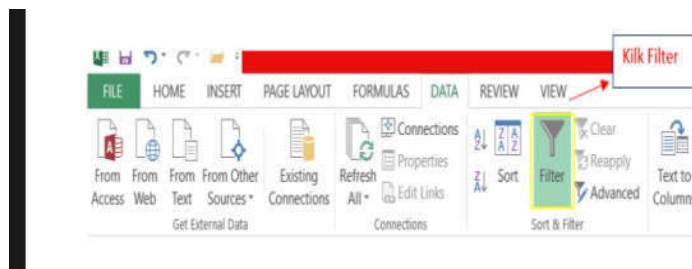 Kilk Filter
FILE HOME INSERT PAGE LAYOUT FORMULAS DATA REVIEW VIEW
From Access
From Web
From Text
From Other Sources
Existing Connections
Get External Data
Refresh All
Connections
Properties
Edit Links
Connections
Sort
Filter
Clear
Reapply
Advanced
Sort & Filter
Text to Columns